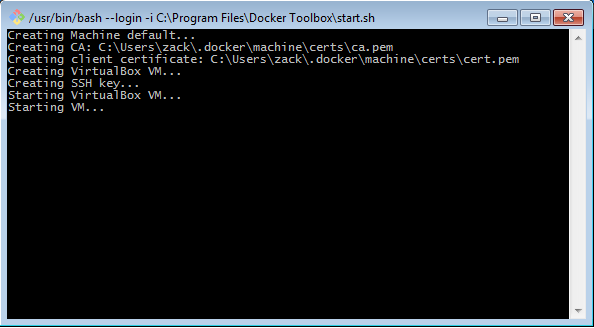 /usr/bin/bash --login -i C:\Program Files\Docker Toolbox\start.sh
Creating Machine default...
Creating CA: C:\Users\zack\.docker\machine\certs\ca.pem
Creating client certificate: C:\Users\zack\.docker\machine\certs\cert.pem
Creating VirtualBox VM...
Creating SSH key...
Starting VirtualBox VM...
Starting VM...